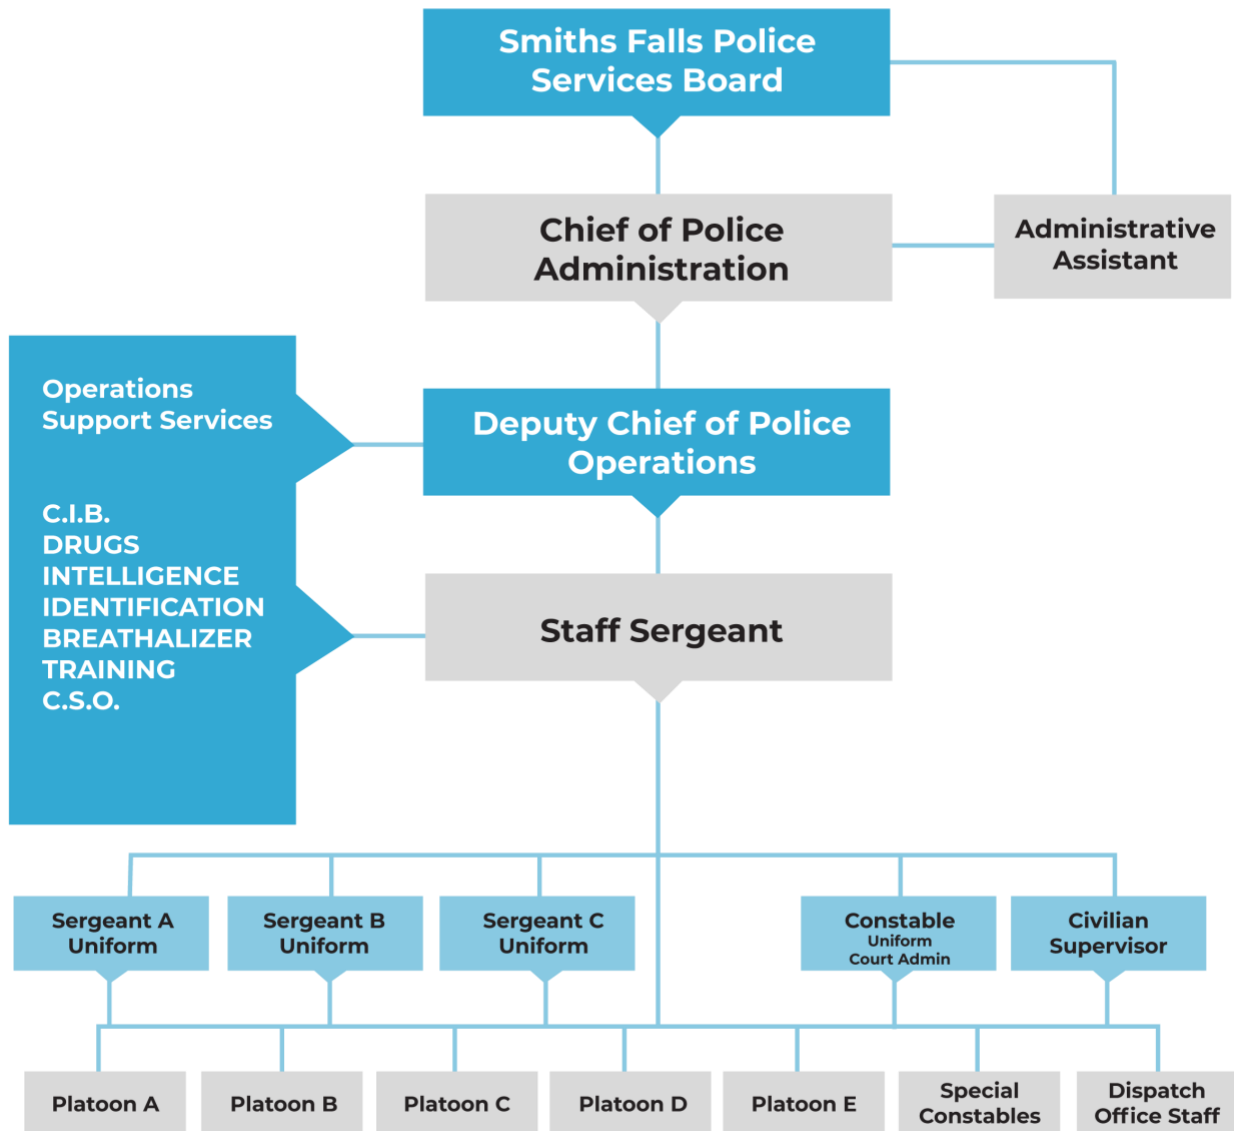 Smiths Falls Police
Services Board
Chief of Police
Administration
Administrative
Assistant
Operations
Support Services
C.I.B.
DRUGS
INTELLIGENCE
IDENTIFICATION
BREATHALIZER
TRAINING
C.S.O.
Deputy Chief of Police
Operations
Staff Sergeant
Sergeant A
Uniform
Sergeant B
Uniform
Sergeant C
Uniform
Constable
Uniform
Court Admin
Civilian
Supervisor
Platoon A
Platoon B
Platoon C
Platoon D
Platoon E
Special
Constables
Dispatch
Office Staff